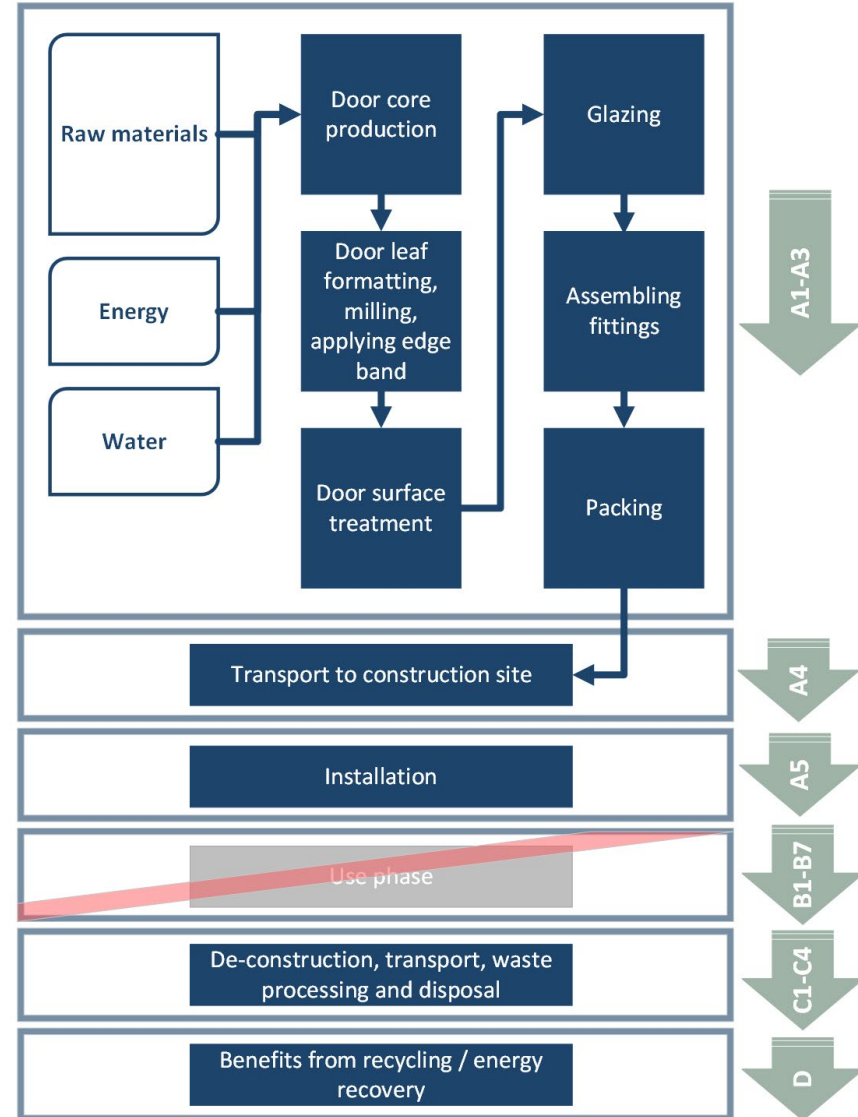 Raw materials
Energy
Water
Door core
production
Door leaf
formatting,
milling,
applying edge
band
Door surface
treatment
Glazing
Assembling
fittings
Packing
A1-A3
Transport to construction site
A4
Installation
A5
Use phase
B1-B7
De-construction, transport, waste
processing and disposal
C1-C4
Benefits from recycling / energy
recovery
D